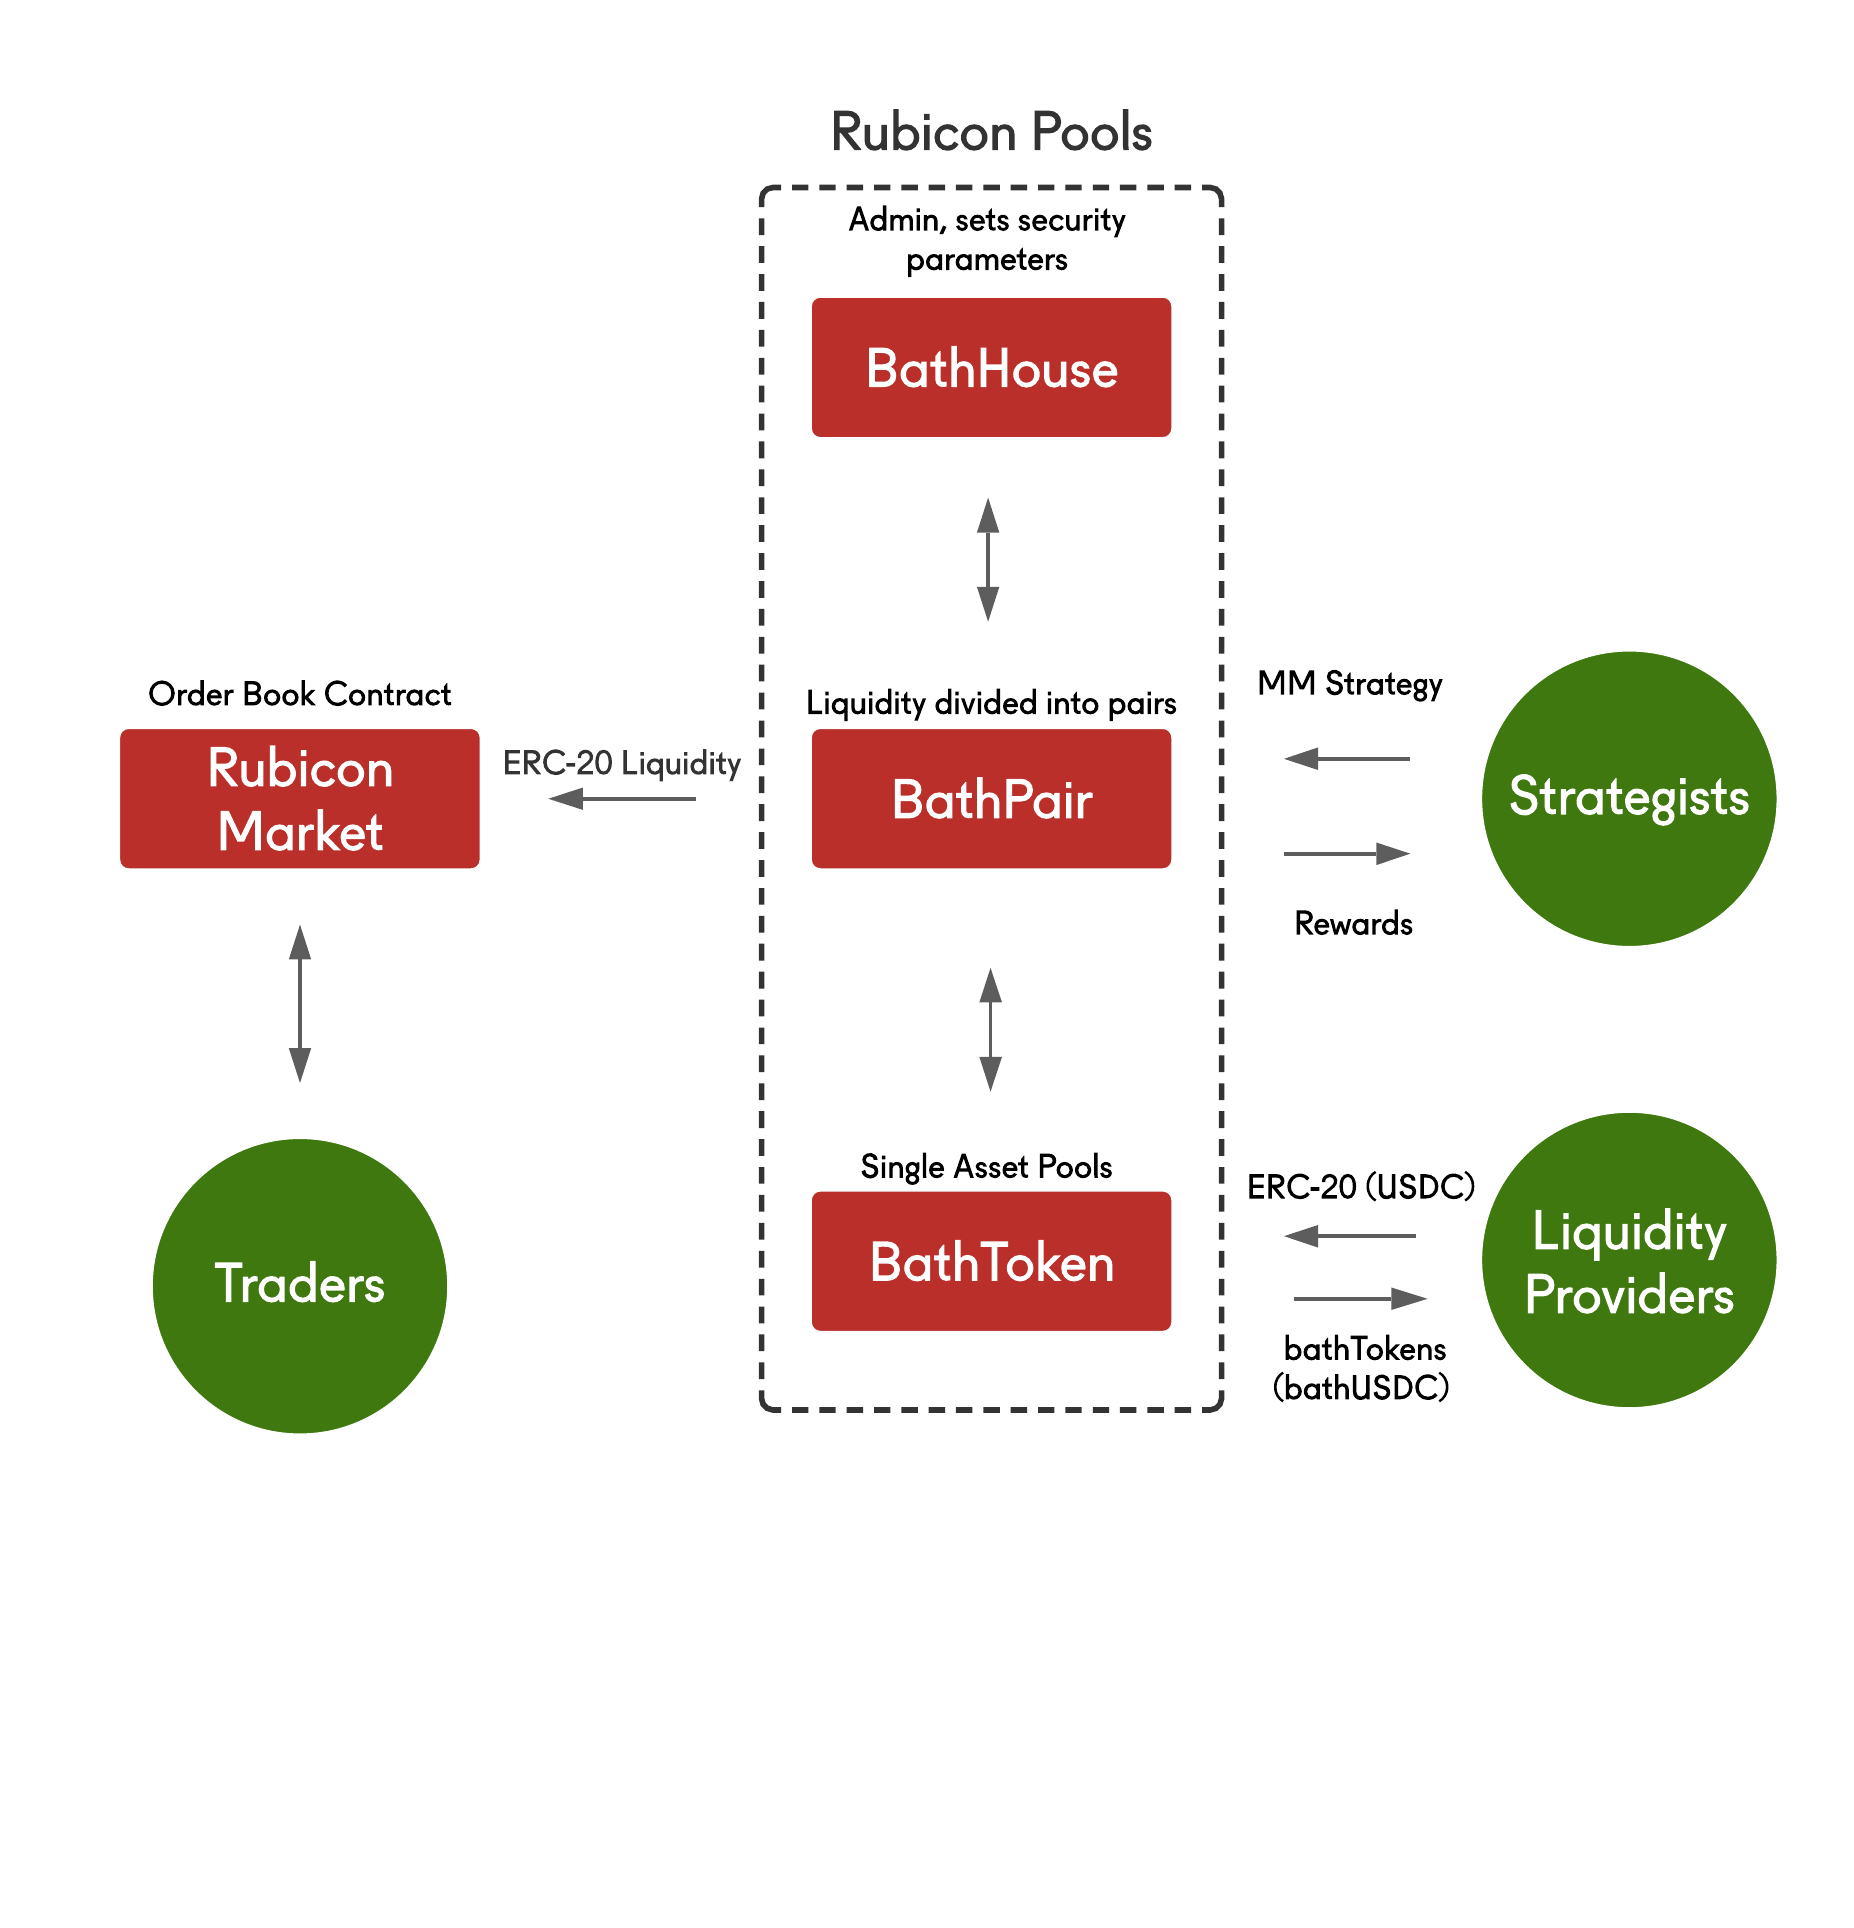 Rubicon Pools
Admin, sets security
parameters
BathHouse
Order Book Contract
Rubicon
Market
ERC-20 Liquidity
Liquidity divided into pairs
BathPair
MM Strategy
Rewards
Strategists
Traders
Single Asset Pools
BathToken
ERC-20 (USDC)
bathTokens
(bathUSDC)
Liquidity
Providers